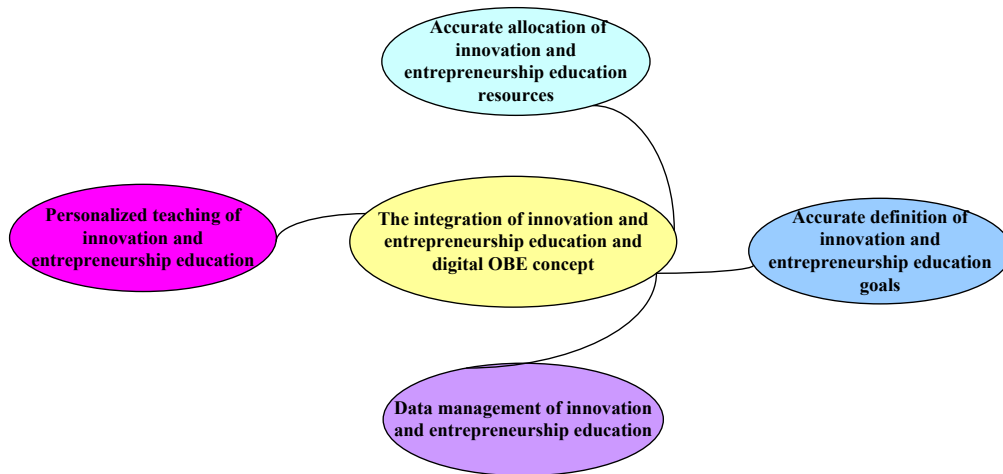 Accurate allocation of
innovation and
entrepreneurship education
resources
Personalized teaching of
innovation and
entrepreneurship education
The integration of innovation and
entrepreneurship education and
digital OBE concept
Accurate definition of
innovation and
entrepreneurship education
goals
Data management of innovation
and entrepreneurship education